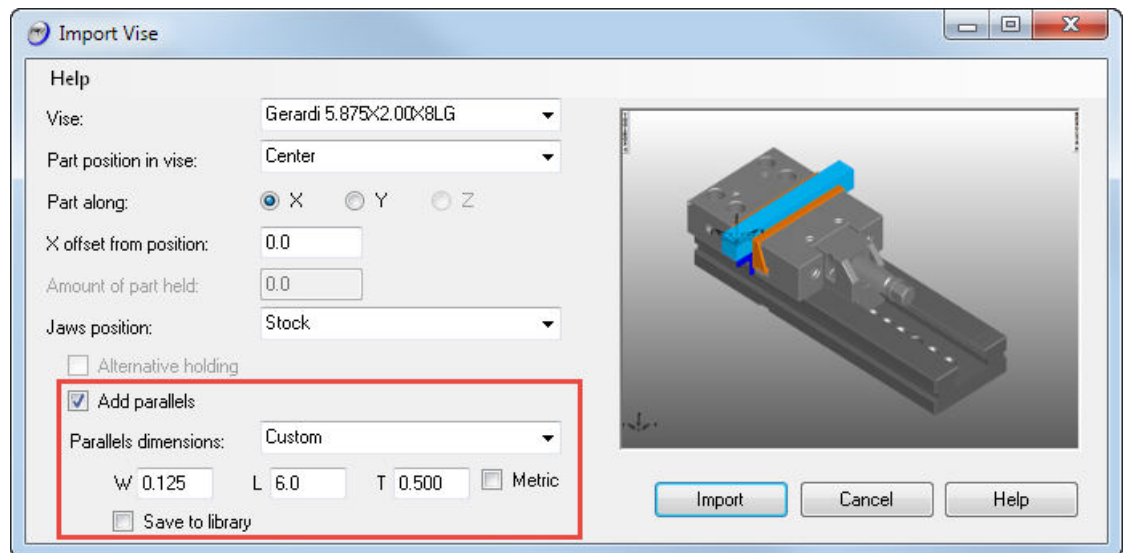 Import Vise
Help
Vise: Gerardi 5.875X2.00X8LG
Part position in vise: Center
Part along: X Y Z
X offset from position: 0.0
Amount of part held: 0.0
Jaws position: Stock
Alternative holding
Add parallels
Parallels dimensions: Custom
W 0.125 L 6.0 T 0.500 Metric
Save to library
Import Cancel Help